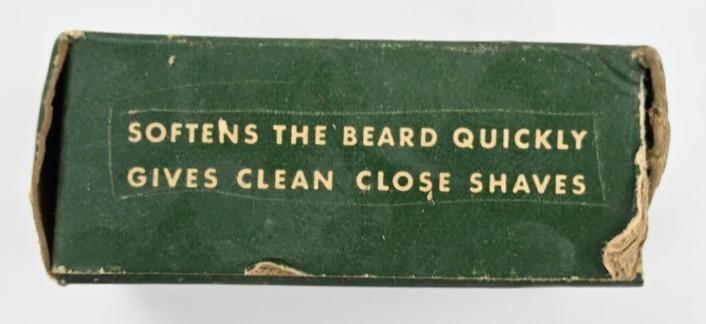 SOFTENS THE BEARD QUICKLY
GIVES CLEAN CLOSE SHAVES